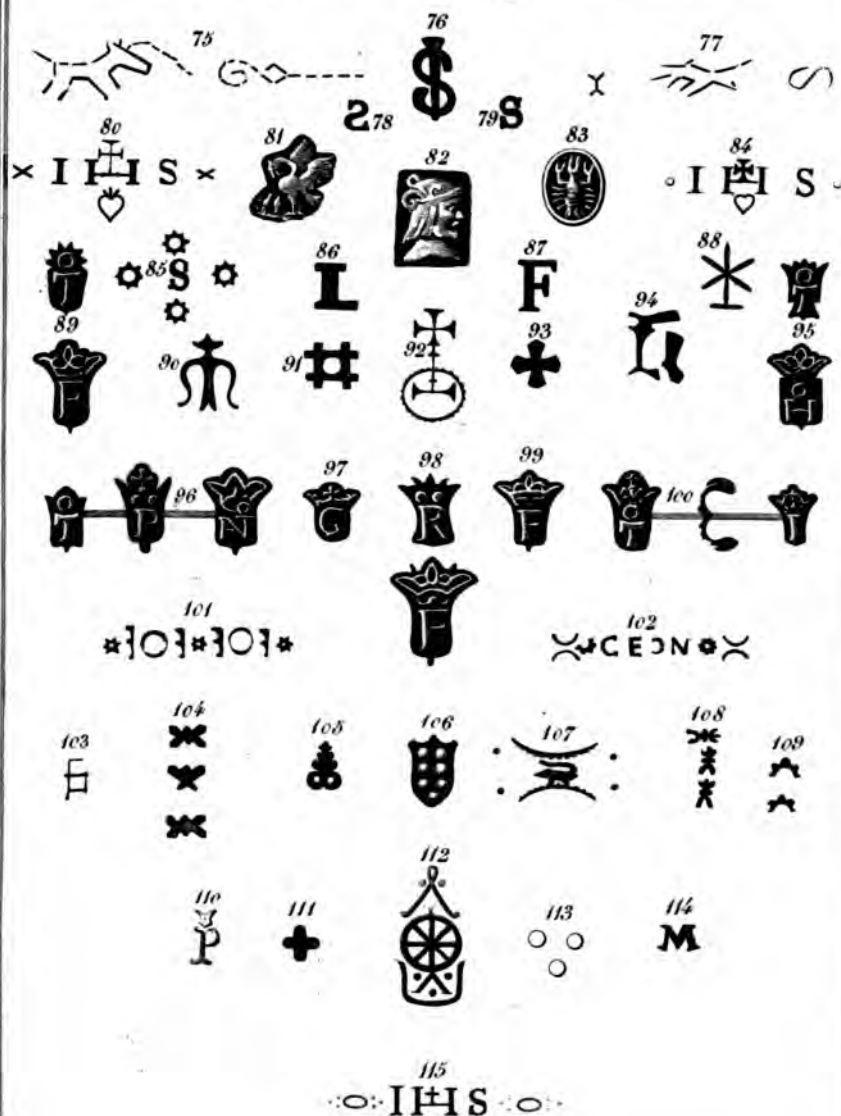 75 76 77
S 78 79 S
80 81 82 83 84
I H S I H S
85 S 86 87 88
L F
89 90 91 92 93 94 95
F H
96 97 98 99 100
I P N G R F I C I
F
101 102
C E Ɔ N
103 104 105 106 107 108 109
110 111 112 113 114
P M
115
I H S